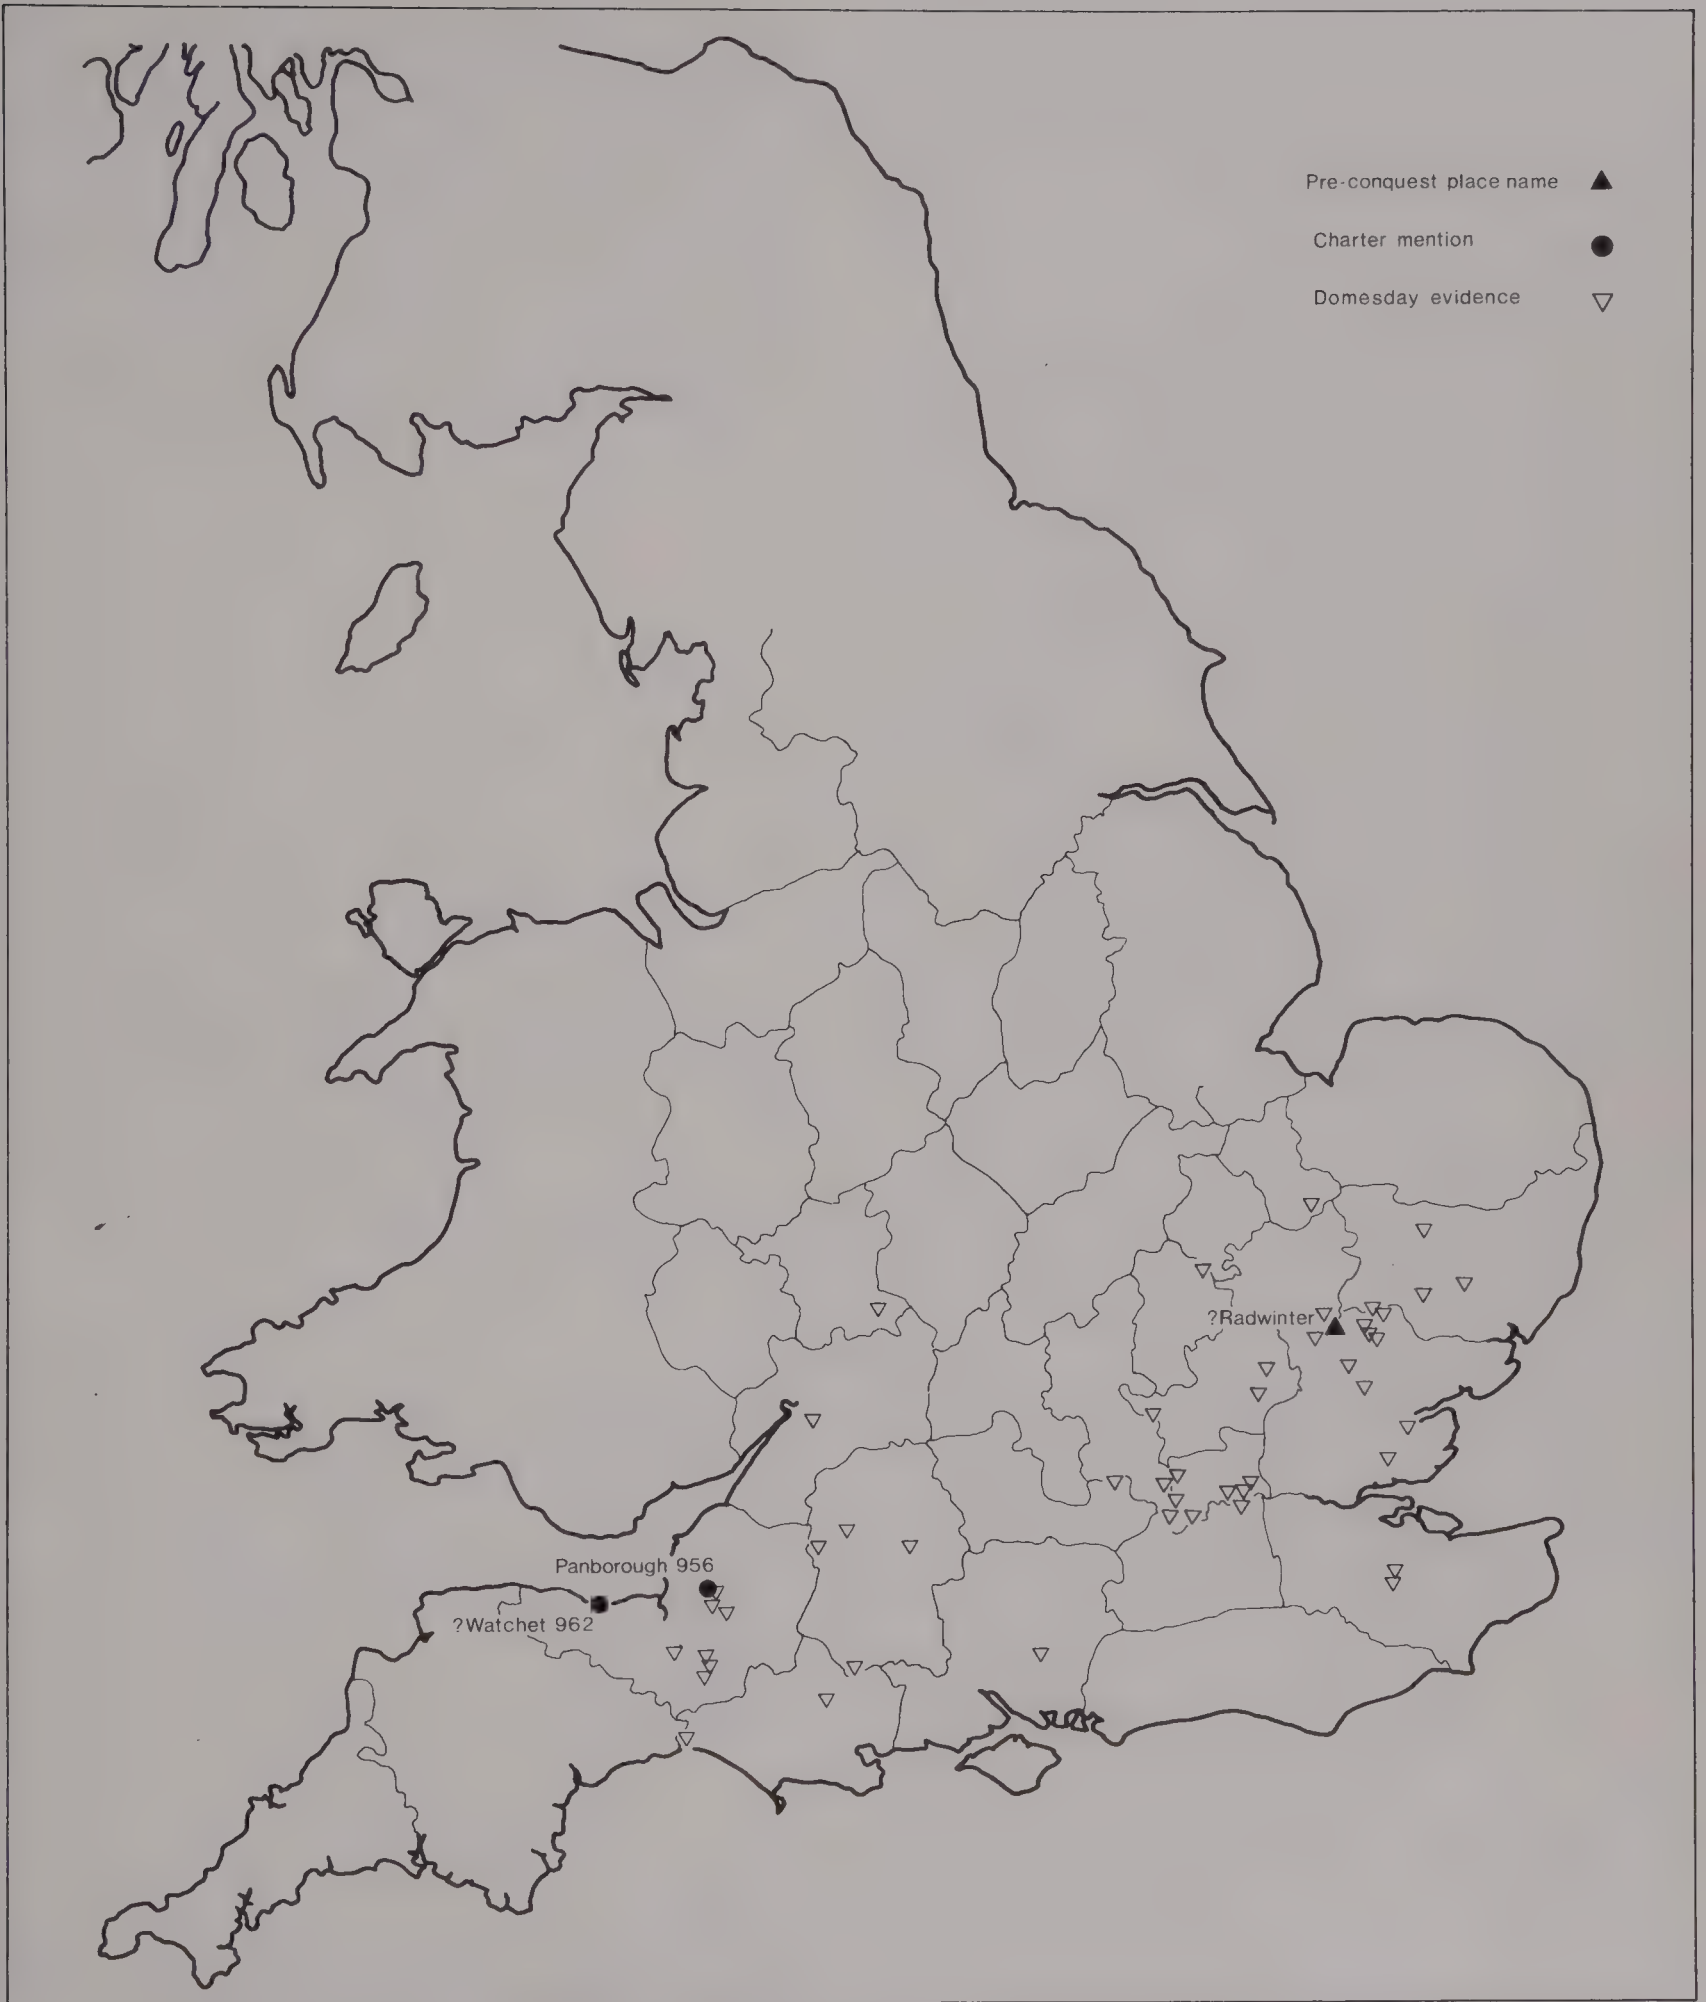 Pre-conquest place name
Charter mention
Domesday evidence
?Radwinter
Panborough 956
?Watchet 962